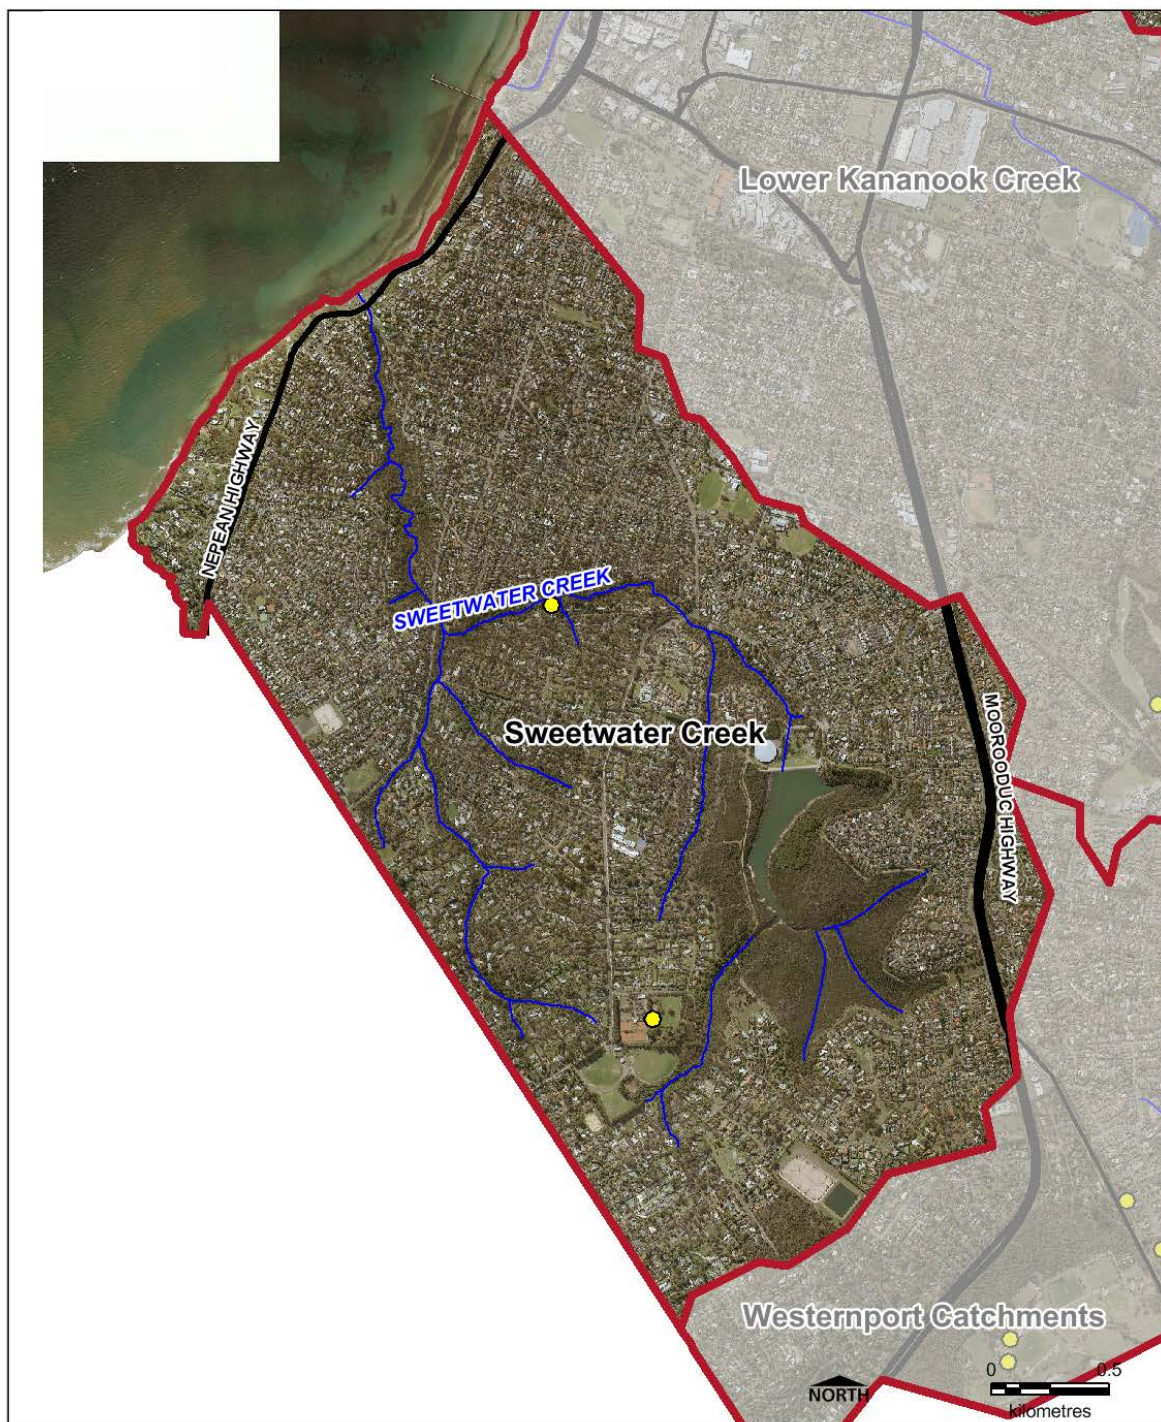 Lower Kananook Creek
NEPEAN HIGHWAY
SWEETWATER CREEK
Sweetwater Creek
MOOROODUC HIGHWAY
Westernport Catchments
NORTH
0 0.5
kilometres